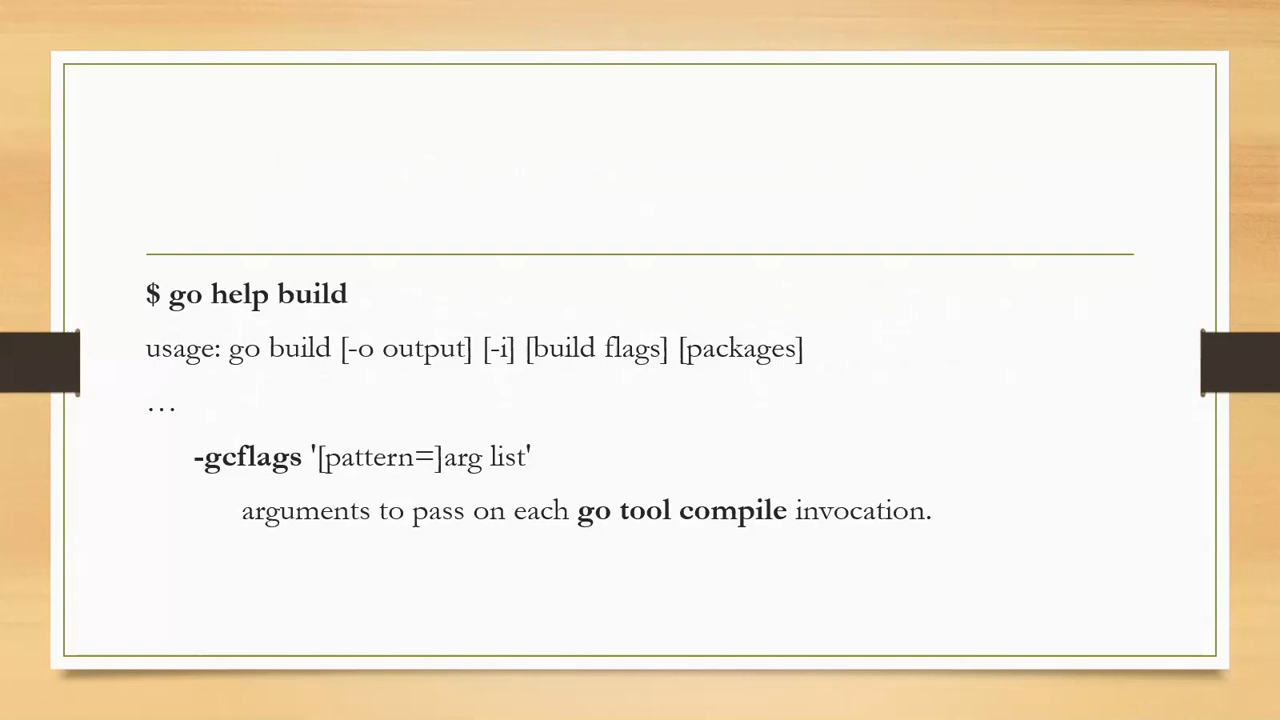 $ go help build
usage: go build [-o output] [-i] [build flags] [packages]
…
-gcflags '[pattern=]arg list'
arguments to pass on each go tool compile invocation.